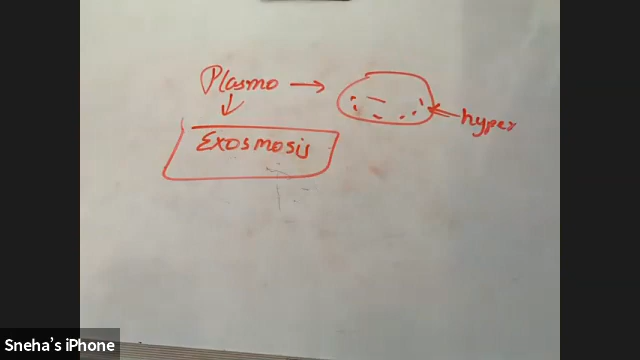 Plasmo →
hyper
Exosmosis
Sneha's iPhone